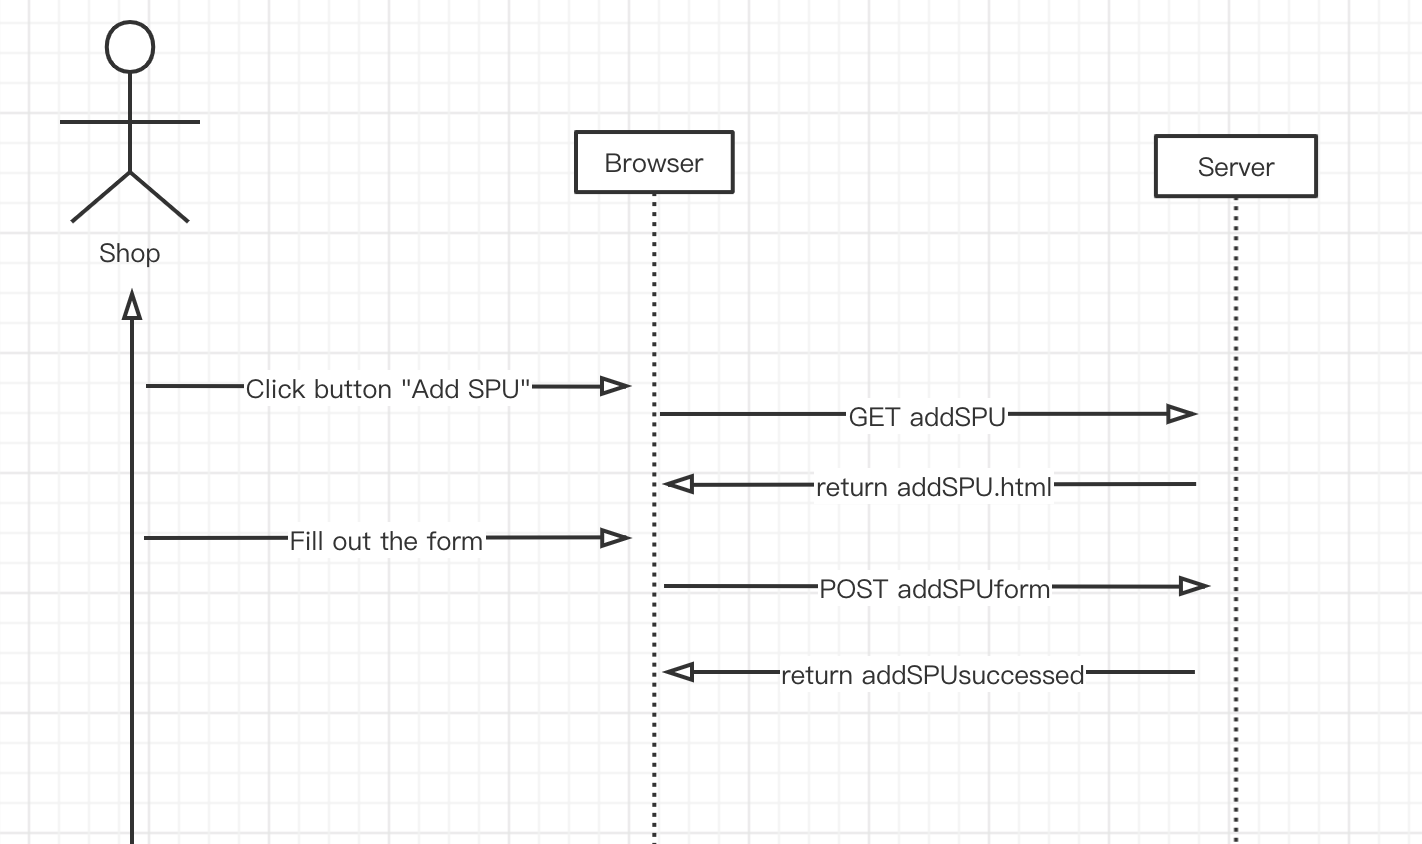 Browser
Server
Shop
Click button "Add SPU"
GET addSPU
return addSPU.html
Fill out the form
POST addSPUform
return addSPUsuccessed